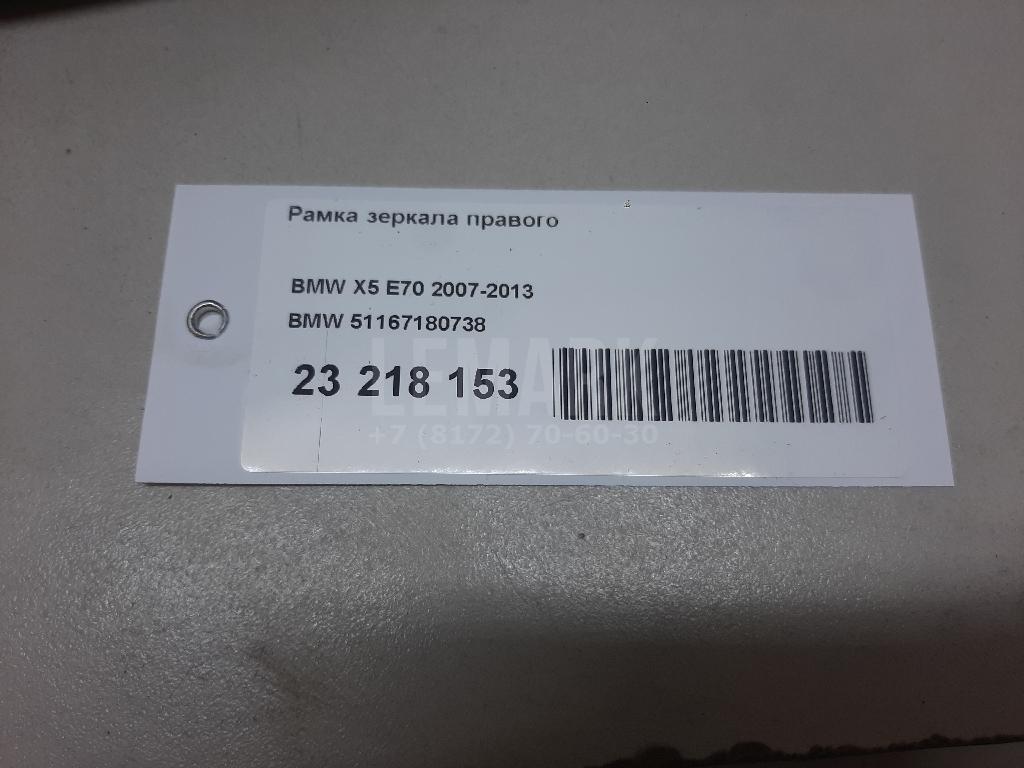 Рамка зеркала правого
BMW X5 E70 2007-2013
BMW 51167180738
23 218 153
LEMARK
+7 (8172) 70-60-30